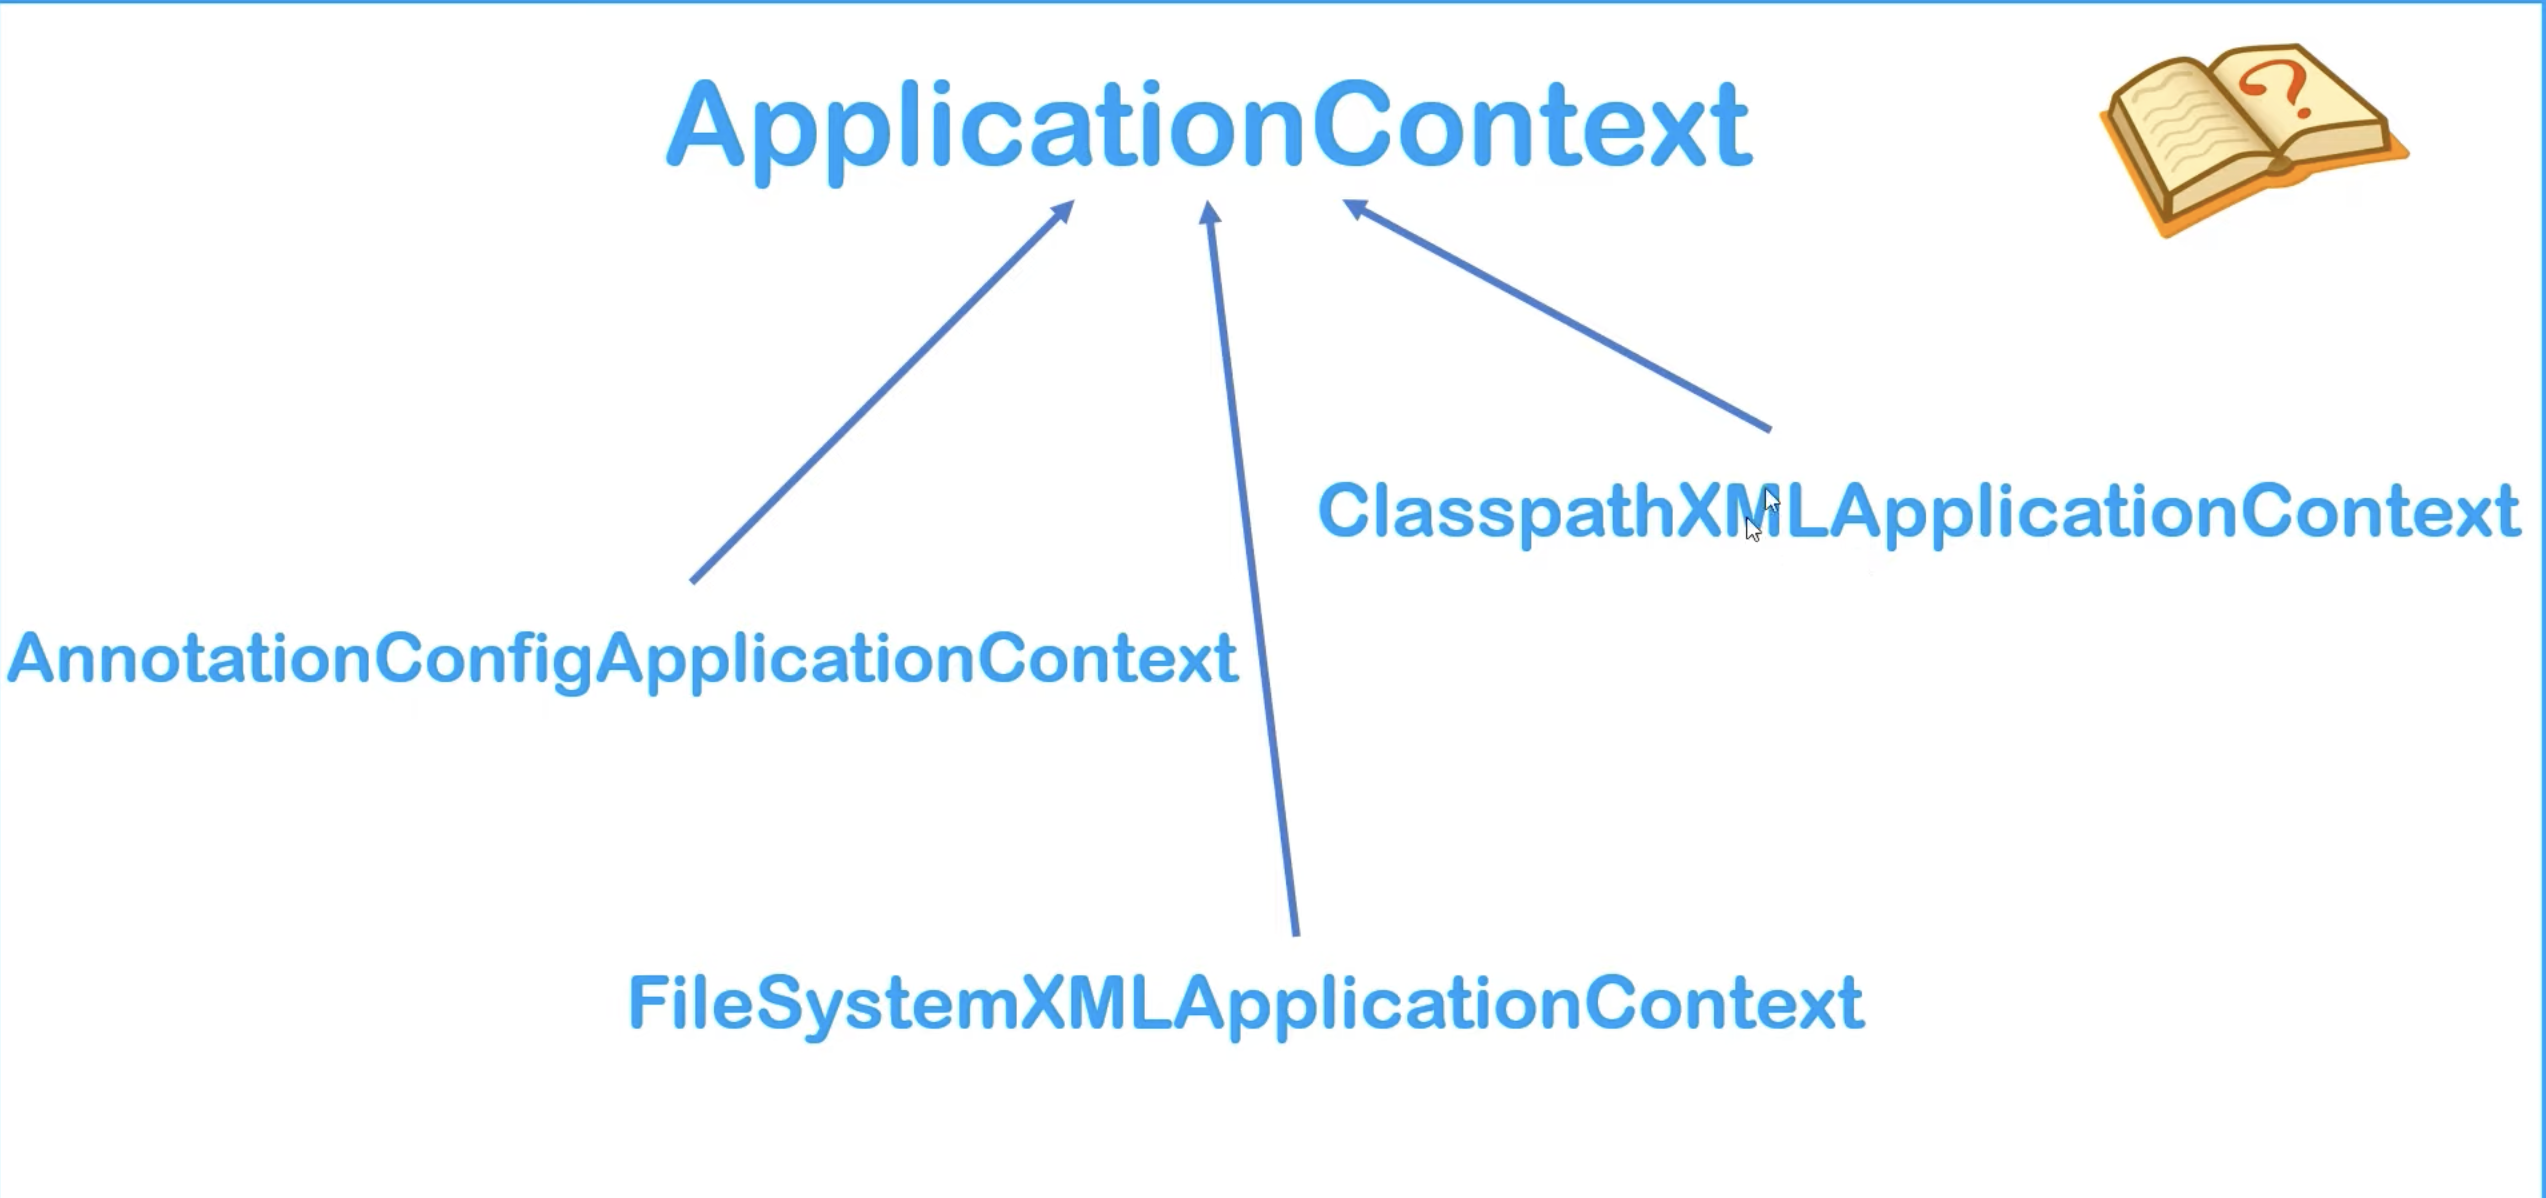 ApplicationContext
ClasspathXMLApplicationContext
AnnotationConfigApplicationContext
FileSystemXMLApplicationContext